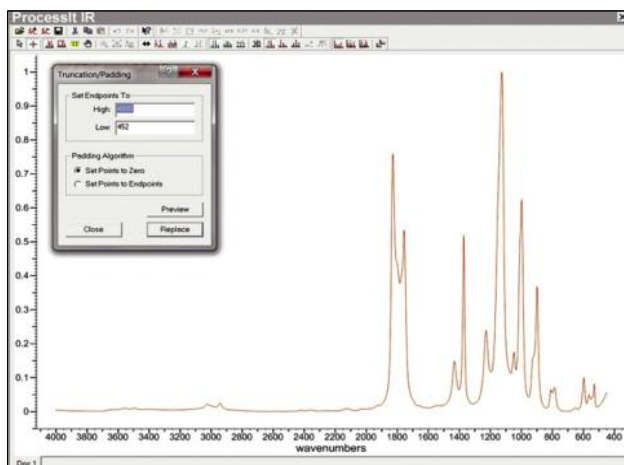 ProcessIt IR
Truncation/Padding
Set Endpoints To
High:
Low: 452
Padding Algorithm
Set Points to Zero
Set Points to Endpoints
Preview
Close Replace
1
0.9
0.8
0.7
0.6
0.5
0.4
0.3
0.2
0.1
0
4000 3800 3600 3400 3200 3000 2800 2600 2400 2200 2000 1800 1600 1400 1200 1000 800 600 400
wavenumbers
Doc 1